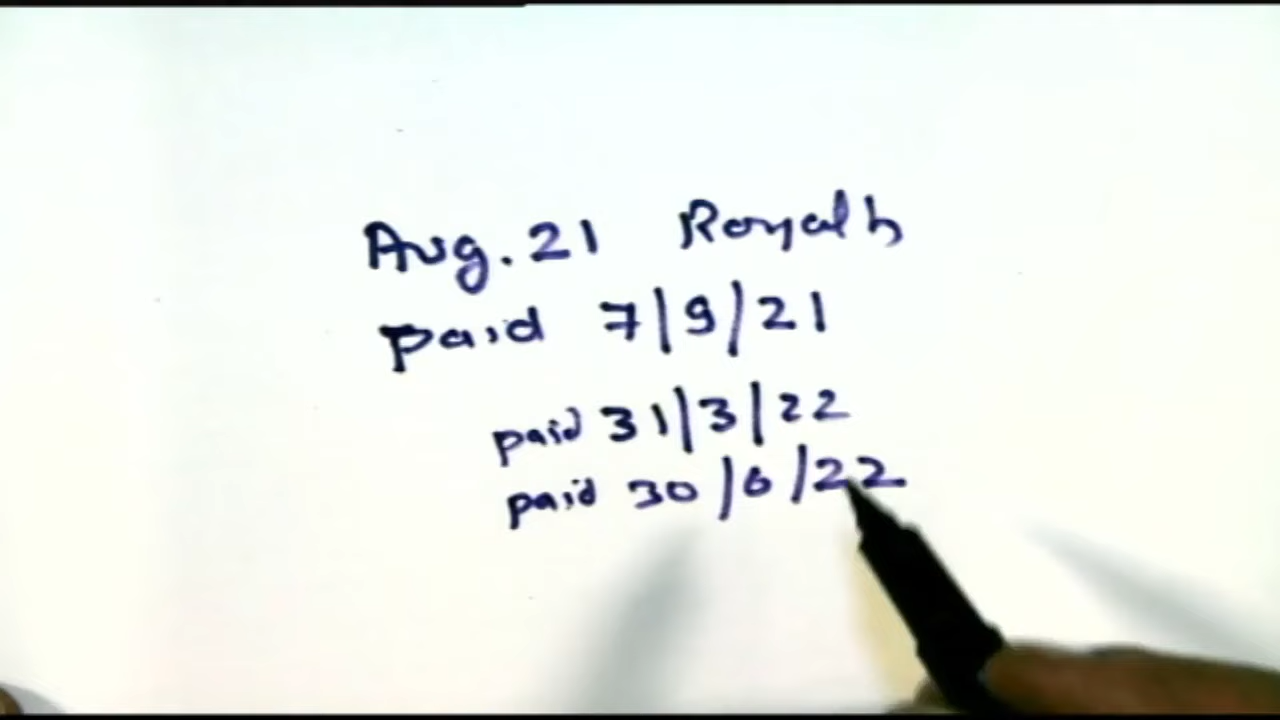 Aug. 21 Royalty
paid 7/9/21
paid 31/3/22
paid 30/6/22